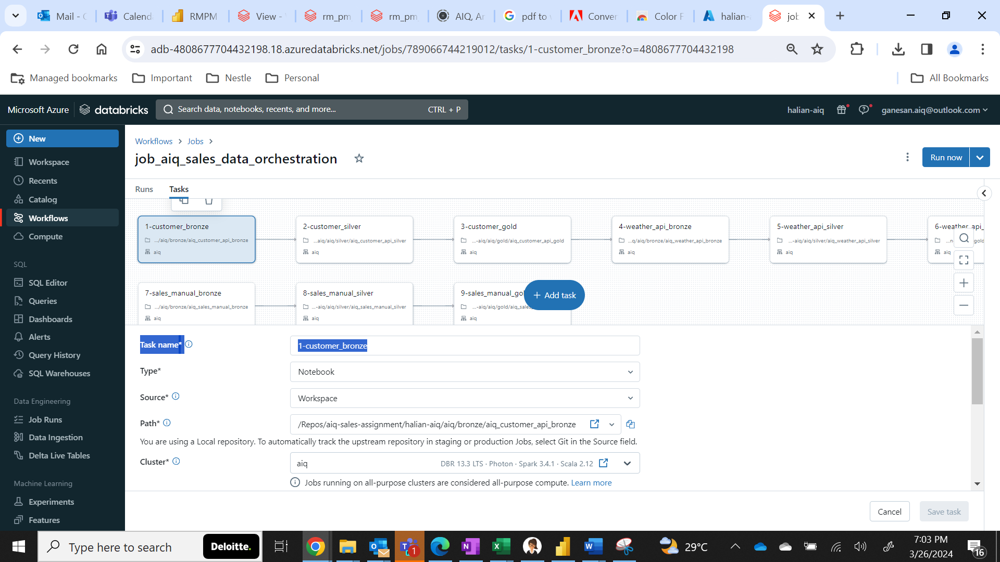 Mail - C
Calend
RMPM
View -
rm_pm
rm_pm
AIQ, Ar
pdf to
Conver
Color F
halian-
job
adb-4808677704432198.18.azuredatabricks.net/jobs/789066744219012/tasks/1-customer_bronze?o=4808677704432198
Managed bookmarks
Important
Nestle
Personal
All Bookmarks
Microsoft Azure
databricks
Search data, notebooks, recents, and more...
CTRL + P
halian-aiq
ganesan.aiq@outlook.com
New
Workspace
Recents
Catalog
Workflows
Compute
SQL
SQL Editor
Queries
Dashboards
Alerts
Query History
SQL Warehouses
Data Engineering
Job Runs
Data Ingestion
Delta Live Tables
Machine Learning
Experiments
Features
Workflows > Jobs >
job_aiq_sales_data_orchestration
Run now
Runs
Tasks
1-customer_bronze
.../aiq/bronze/aiq_customer_api_bronze
aiq
2-customer_silver
...aiq/aiq/silver/aiq_customer_api_silver
aiq
3-customer_gold
...-aiq/aiq/gold/aiq_customer_api_gold
aiq
4-weather_api_bronze
...q/aiq/bronze/aiq_weather_api_bronze
aiq
5-weather_api_silver
...-aiq/aiq/silver/aiq_weather_api_silver
aiq
6-weather_api_
aiq
7-sales_manual_bronze
.../aiq/bronze/aiq_sales_manual_bronze
aiq
8-sales_manual_silver
...-aiq/aiq/silver/aiq_sales_manual_silver
aiq
9-sales_manual_gol
...-aiq/aiq/gold/aiq_sales_
aiq
+ Add task
Task name*
1-customer_bronze
Type*
Notebook
Source*
Workspace
Path*
/Repos/aiq-sales-assignment/halian-aiq/aiq/bronze/aiq_customer_api_bronze
You are using a Local repository. To automatically track the upstream repository in staging or production Jobs, select Git in the Source field.
Cluster*
aiq
DBR 13.3 LTS · Photon · Spark 3.4.1 · Scala 2.12
Jobs running on all-purpose clusters are considered all-purpose compute. Learn more
Cancel
Save task
Type here to search
Deloitte.
1
29°C
7:03 PM
3/26/2024
16